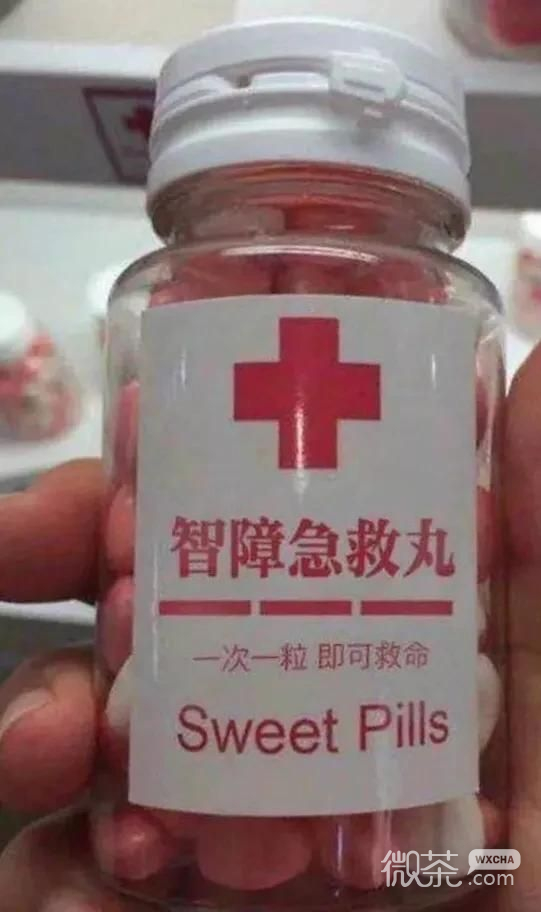 智障急救丸
一次一粒 即可救命
Sweet Pills
微茶 WXCHA
.com